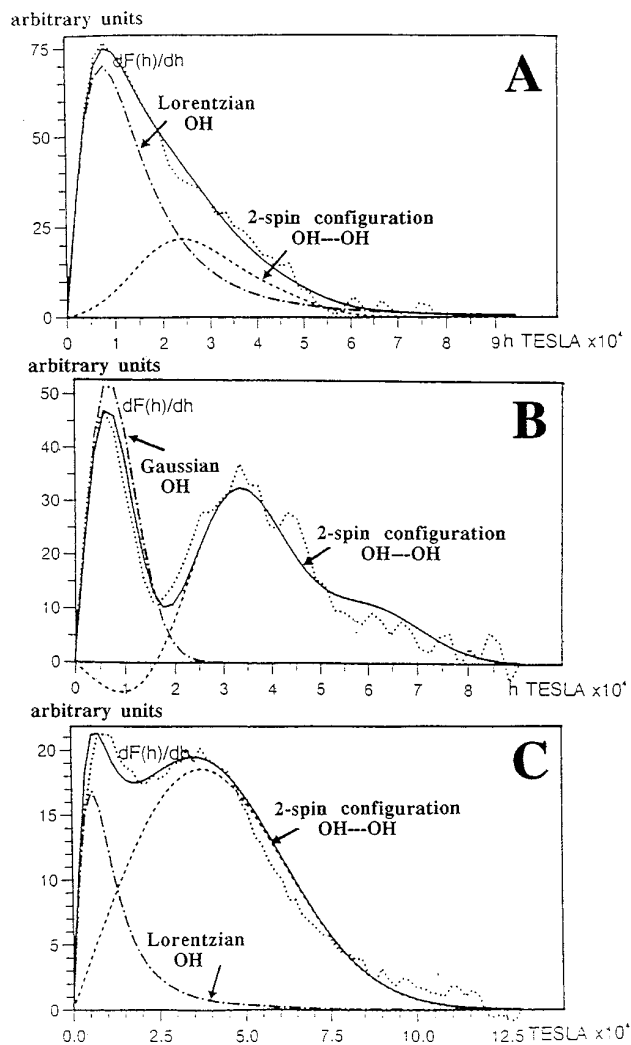 arbitrary units
75
50
25
0
dF(h)/dh
A
Lorentzian
OH
2-spin configuration
OH---OH
0 1 2 3 4 5 6 7 8 9 h TESLA x10⁴
arbitrary units
50
40
30
20
10
0
dF(h)/dh
B
Gaussian
OH
2-spin configuration
OH---OH
0 1 2 3 4 5 6 7 8
h TESLA x10⁴
arbitrary units
20
15
10
5
0
dF(h)/dh
C
2-spin configuration
OH---OH
Lorentzian
OH
0.0 2.5 5.0 7.5 10.0 12.5 TESLA x10⁴